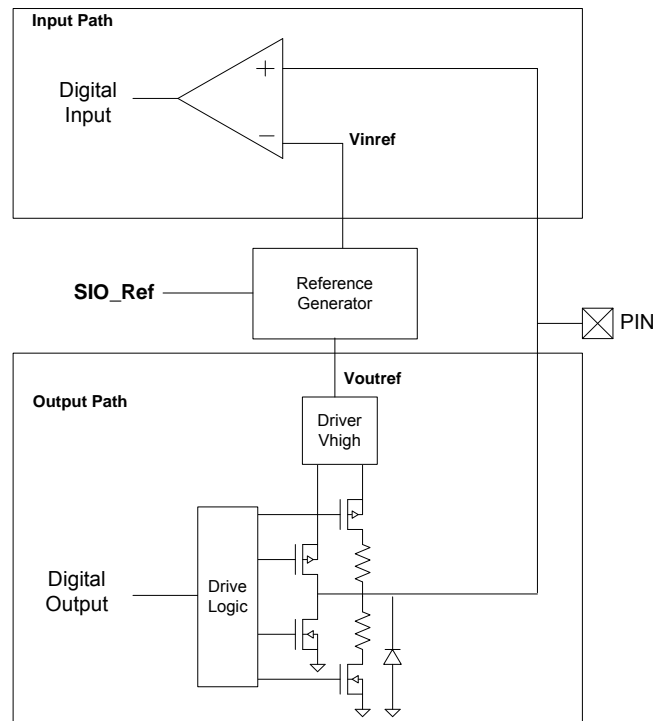 Input Path
+
Digital
Input
−
Vinref
Reference
Generator
SIO_Ref
PIN
Voutref
Output Path
Driver
Vhigh
Digital
Output
Drive
Logic